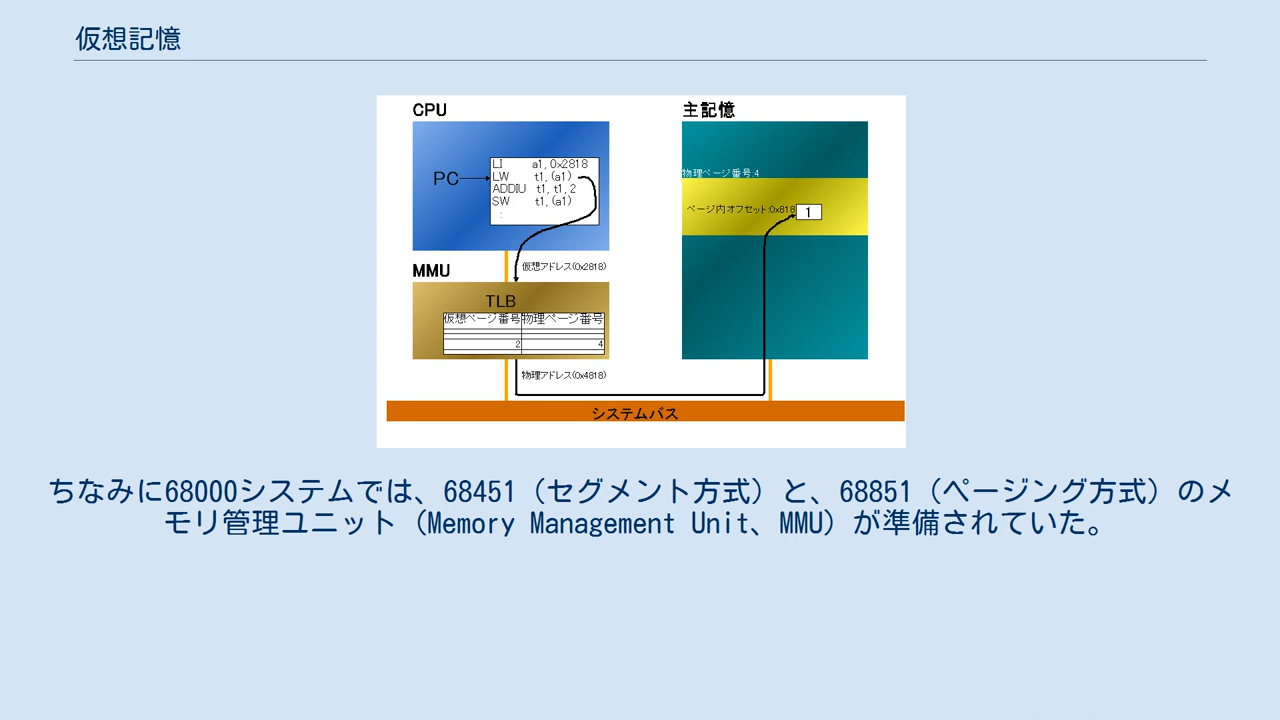 仮想記憶
CPU
PC
LI a1,0x2818
LW t1,(a1)
ADDIU t1,t1,2
SW t1,(a1)
:
仮想アドレス(0x2818)
MMU
TLB
仮想ページ番号 物理ページ番号
2 4
物理アドレス(0x4818)
主記憶
物理ページ番号:4
ページ内オフセット:0x818
1
システムバス
ちなみに68000システムでは、68451（セグメント方式）と、68851（ページング方式）のメ
モリ管理ユニット（Memory Management Unit、MMU）が準備されていた。